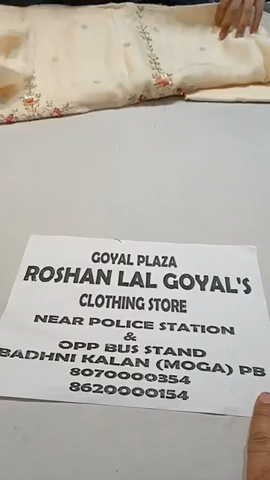 GOYAL PLAZA
ROSHAN LAL GOYAL'S
CLOTHING STORE
NEAR POLICE STATION
&
OPP BUS STAND
BADHNI KALAN (MOGA) PB
8070000354
8620000154